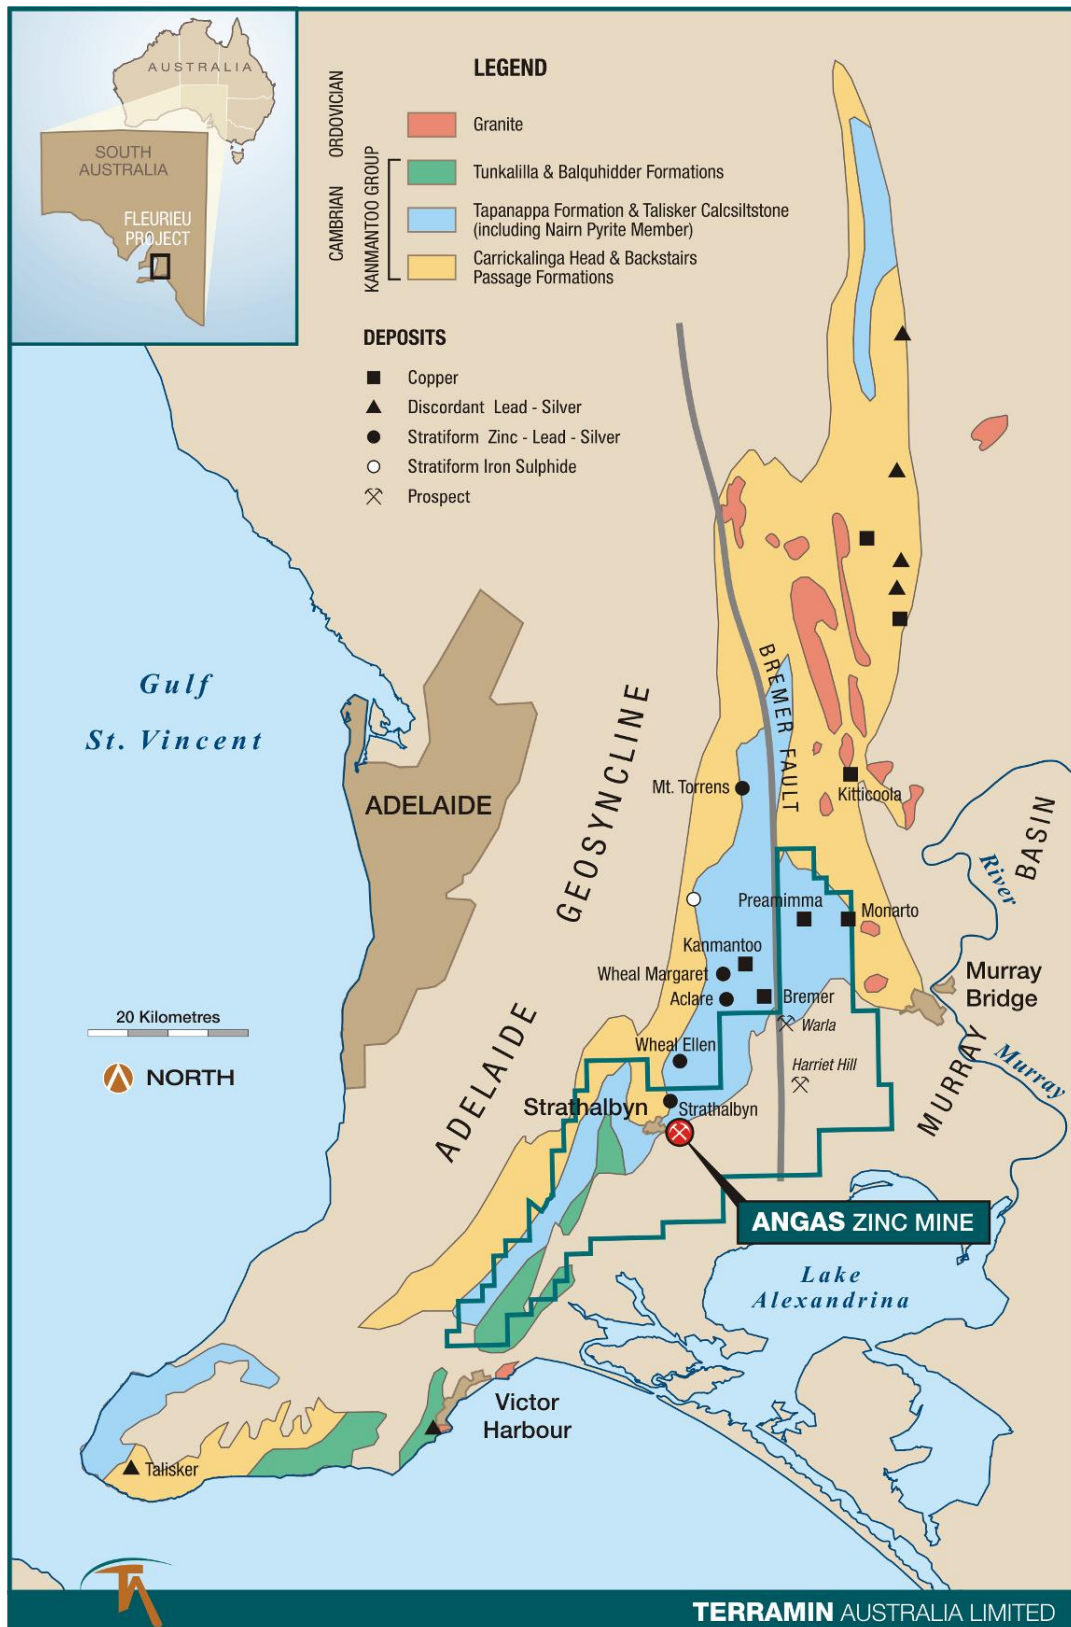 AUSTRALIA
SOUTH
AUSTRALIA
FLEURIEU
PROJECT
LEGEND
ORDOVICIAN
CAMBRIAN
KANMANTOO GROUP
Granite
Tunkalilla & Balquhidder Formations
Tapanappa Formation & Talisker Calcsiltstone
(including Nairn Pyrite Member)
Carrickalinga Head & Backstairs
Passage Formations
DEPOSITS
Copper
Discordant Lead - Silver
Stratiform Zinc - Lead - Silver
Stratiform Iron Sulphide
Prospect
Gulf
St. Vincent
ADELAIDE
ADELAIDE
GEOSYNCLINE
BREMER FAULT
Mt. Torrens
Kitticoola
MURRAY
BASIN
River
Murray
Preamimma
Monarto
Kanmantoo
Wheal Margaret
Aclare
Bremer
Murray
Bridge
Warla
Wheal Ellen
Harriet Hill
20 Kilometres
NORTH
Strathalbyn
Strathalbyn
ANGAS ZINC MINE
Lake
Alexandrina
Victor
Harbour
Talisker
TERRAMIN AUSTRALIA LIMITED